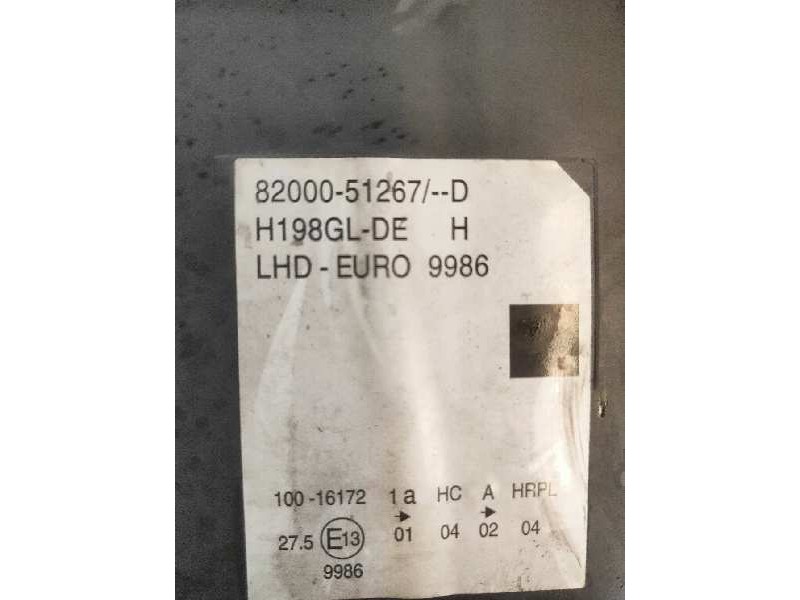 82000-51267/--D
H198GL-DE H
LHD - EURO 9986
100 -16172 1a HC A HRPL
27.5 E13 01 04 02 04
9986